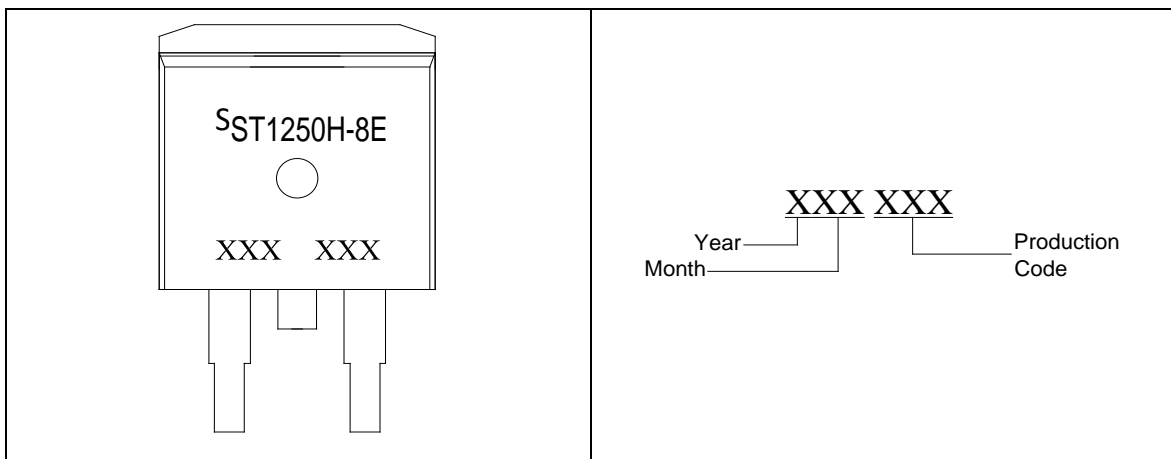 SST1250H-8E
XXX XXX
XXX XXX
Year
Month
Production
Code